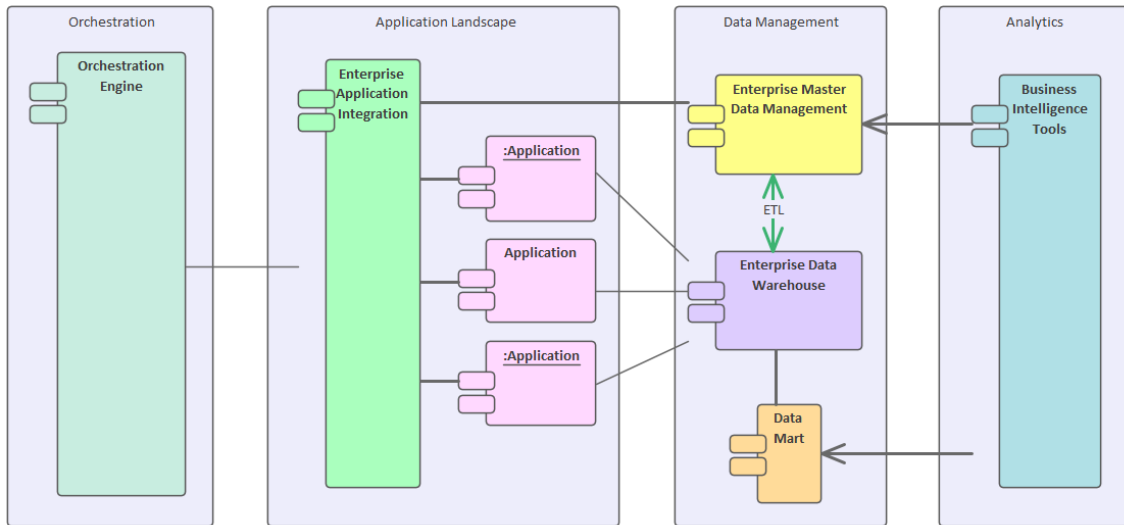 Orchestration
Orchestration
Engine
Application Landscape
Enterprise
Application
Integration
:Application
Application
:Application
Data Management
Enterprise Master
Data Management
ETL
Enterprise Data
Warehouse
Data
Mart
Analytics
Business
Intelligence
Tools